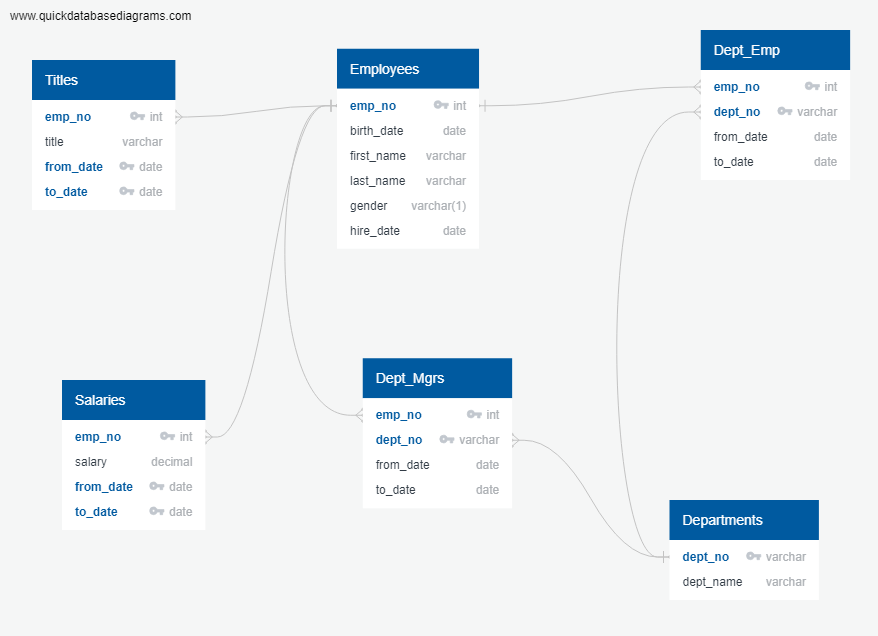 www.quickdatabasediagrams.com
Titles
emp_no int
title varchar
from_date date
to_date date
Employees
emp_no int
birth_date date
first_name varchar
last_name varchar
gender varchar(1)
hire_date date
Dept_Emp
emp_no int
dept_no varchar
from_date date
to_date date
Salaries
emp_no int
salary decimal
from_date date
to_date date
Dept_Mgrs
emp_no int
dept_no varchar
from_date date
to_date date
Departments
dept_no varchar
dept_name varchar